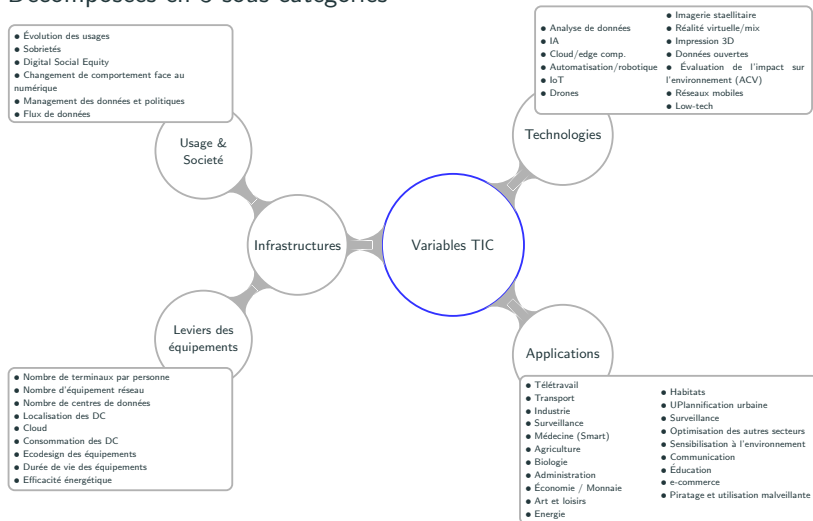 Décomposées en 6 sous-catégories
● Évolution des usages
● Sobrietés
● Digital Social Equity
● Changement de comportement face au
numérique
● Management des données et politiques
● Flux de données
● Analyse de données
● IA
● Cloud/edge comp.
● Automatisation/robotique
● IoT
● Drones
● Imagerie staellitaire
● Réalité virtuelle/mix
● Impression 3D
● Données ouvertes
● Évaluation de l'impact sur
l'environnement (ACV)
● Réseaux mobiles
● Low-tech
Usage &
Societé
Technologies
Infrastructures
Variables TIC
Leviers des
équipements
Applications
● Nombre de terminaux par personne
● Nombre d'équipement réseau
● Nombre de centres de données
● Localisation des DC
● Cloud
● Consommation des DC
● Ecodesign des équipements
● Durée de vie des équipements
● Efficacité énergétique
● Télétravail
● Transport
● Industrie
● Surveillance
● Médecine (Smart)
● Agriculture
● Biologie
● Administration
● Économie / Monnaie
● Art et loisirs
● Energie
● Habitats
● UPlannification urbaine
● Surveillance
● Optimisation des autres secteurs
● Sensibilisation à l'environnement
● Communication
● Éducation
● e-commerce
● Piratage et utilisation malveillante